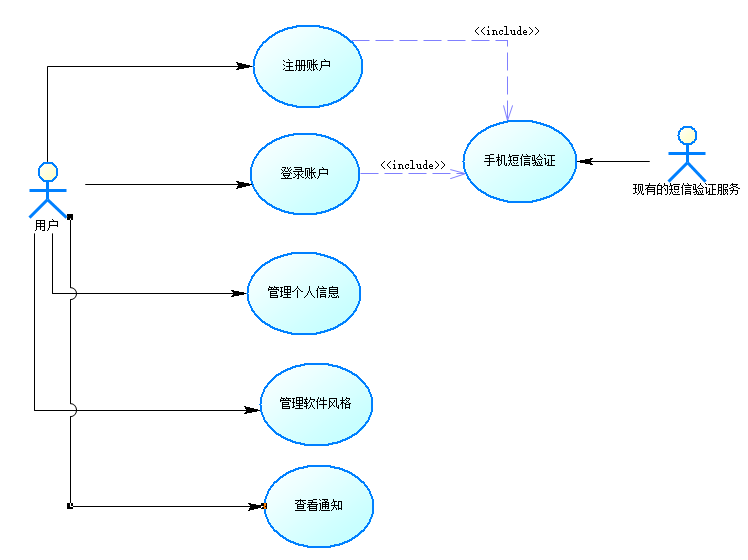 <<include>>
注册账户
手机短信验证
登录账户
<<include>>
现有的短信验证服务
用户
管理个人信息
管理软件风格
查看通知